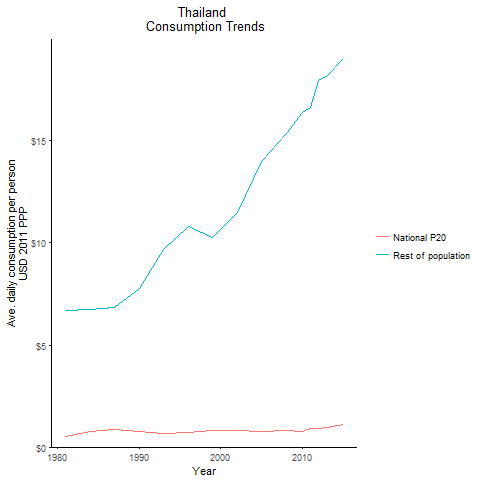 Thailand
Consumption Trends
Ave. daily consumption per person
USD 2011 PPP
$15
$10
$5
$0
1980
1990
2000
2010
Year
National P20
Rest of population